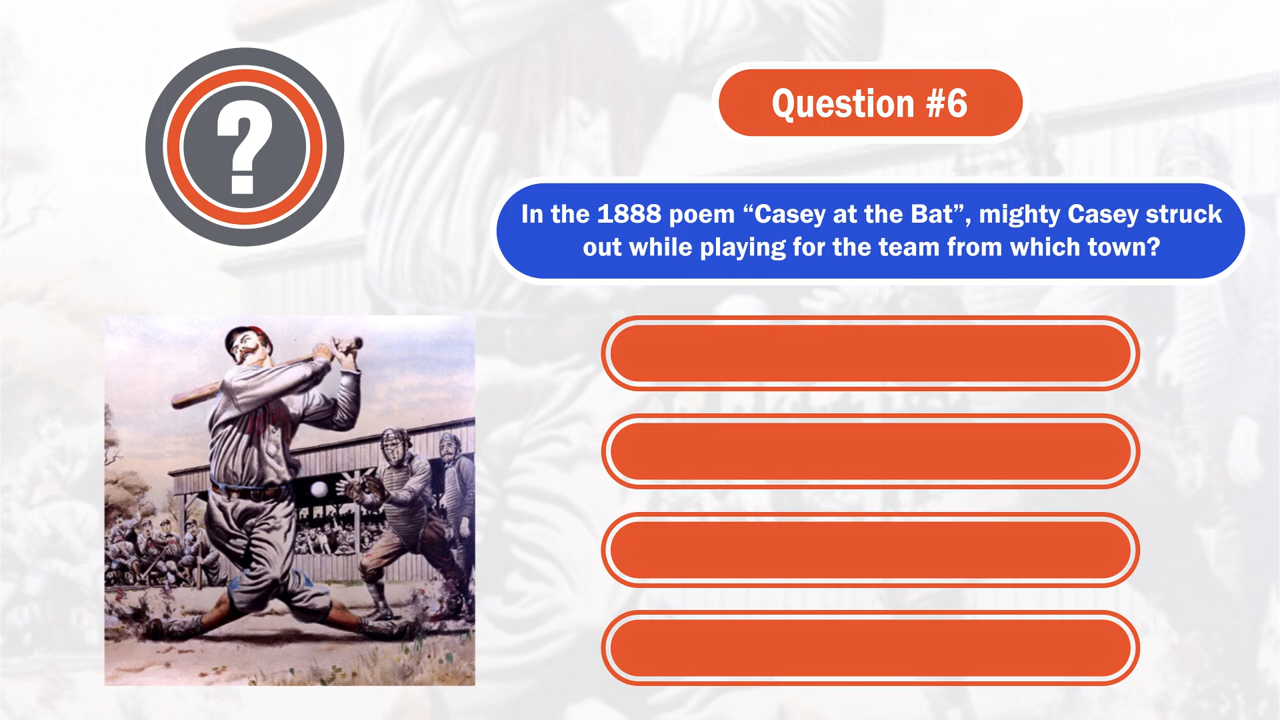 ?
Question #6
In the 1888 poem “Casey at the Bat”, mighty Casey struck
out while playing for the team from which town?